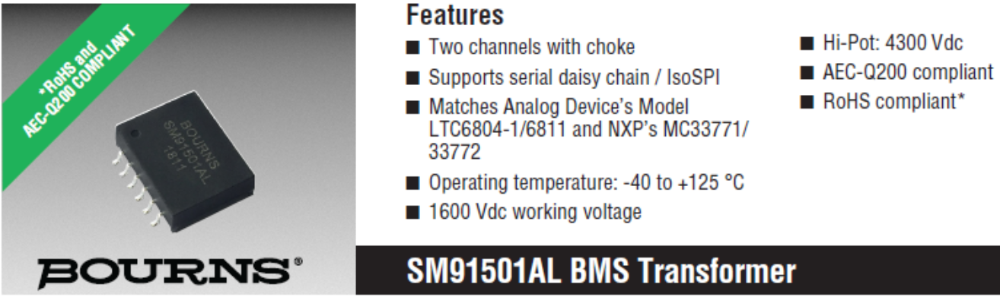 *RoHS and
AEC-Q200 COMPLIANT
BOURNS
SM91501AL
1811
BOURNS®
Features
■ Two channels with choke
■ Supports serial daisy chain / IsoSPI
■ Matches Analog Device's Model
LTC6804-1/6811 and NXP's MC33771/
33772
■ Operating temperature: -40 to +125 °C
■ 1600 Vdc working voltage
■ Hi-Pot: 4300 Vdc
■ AEC-Q200 compliant
■ RoHS compliant*
SM91501AL BMS Transformer